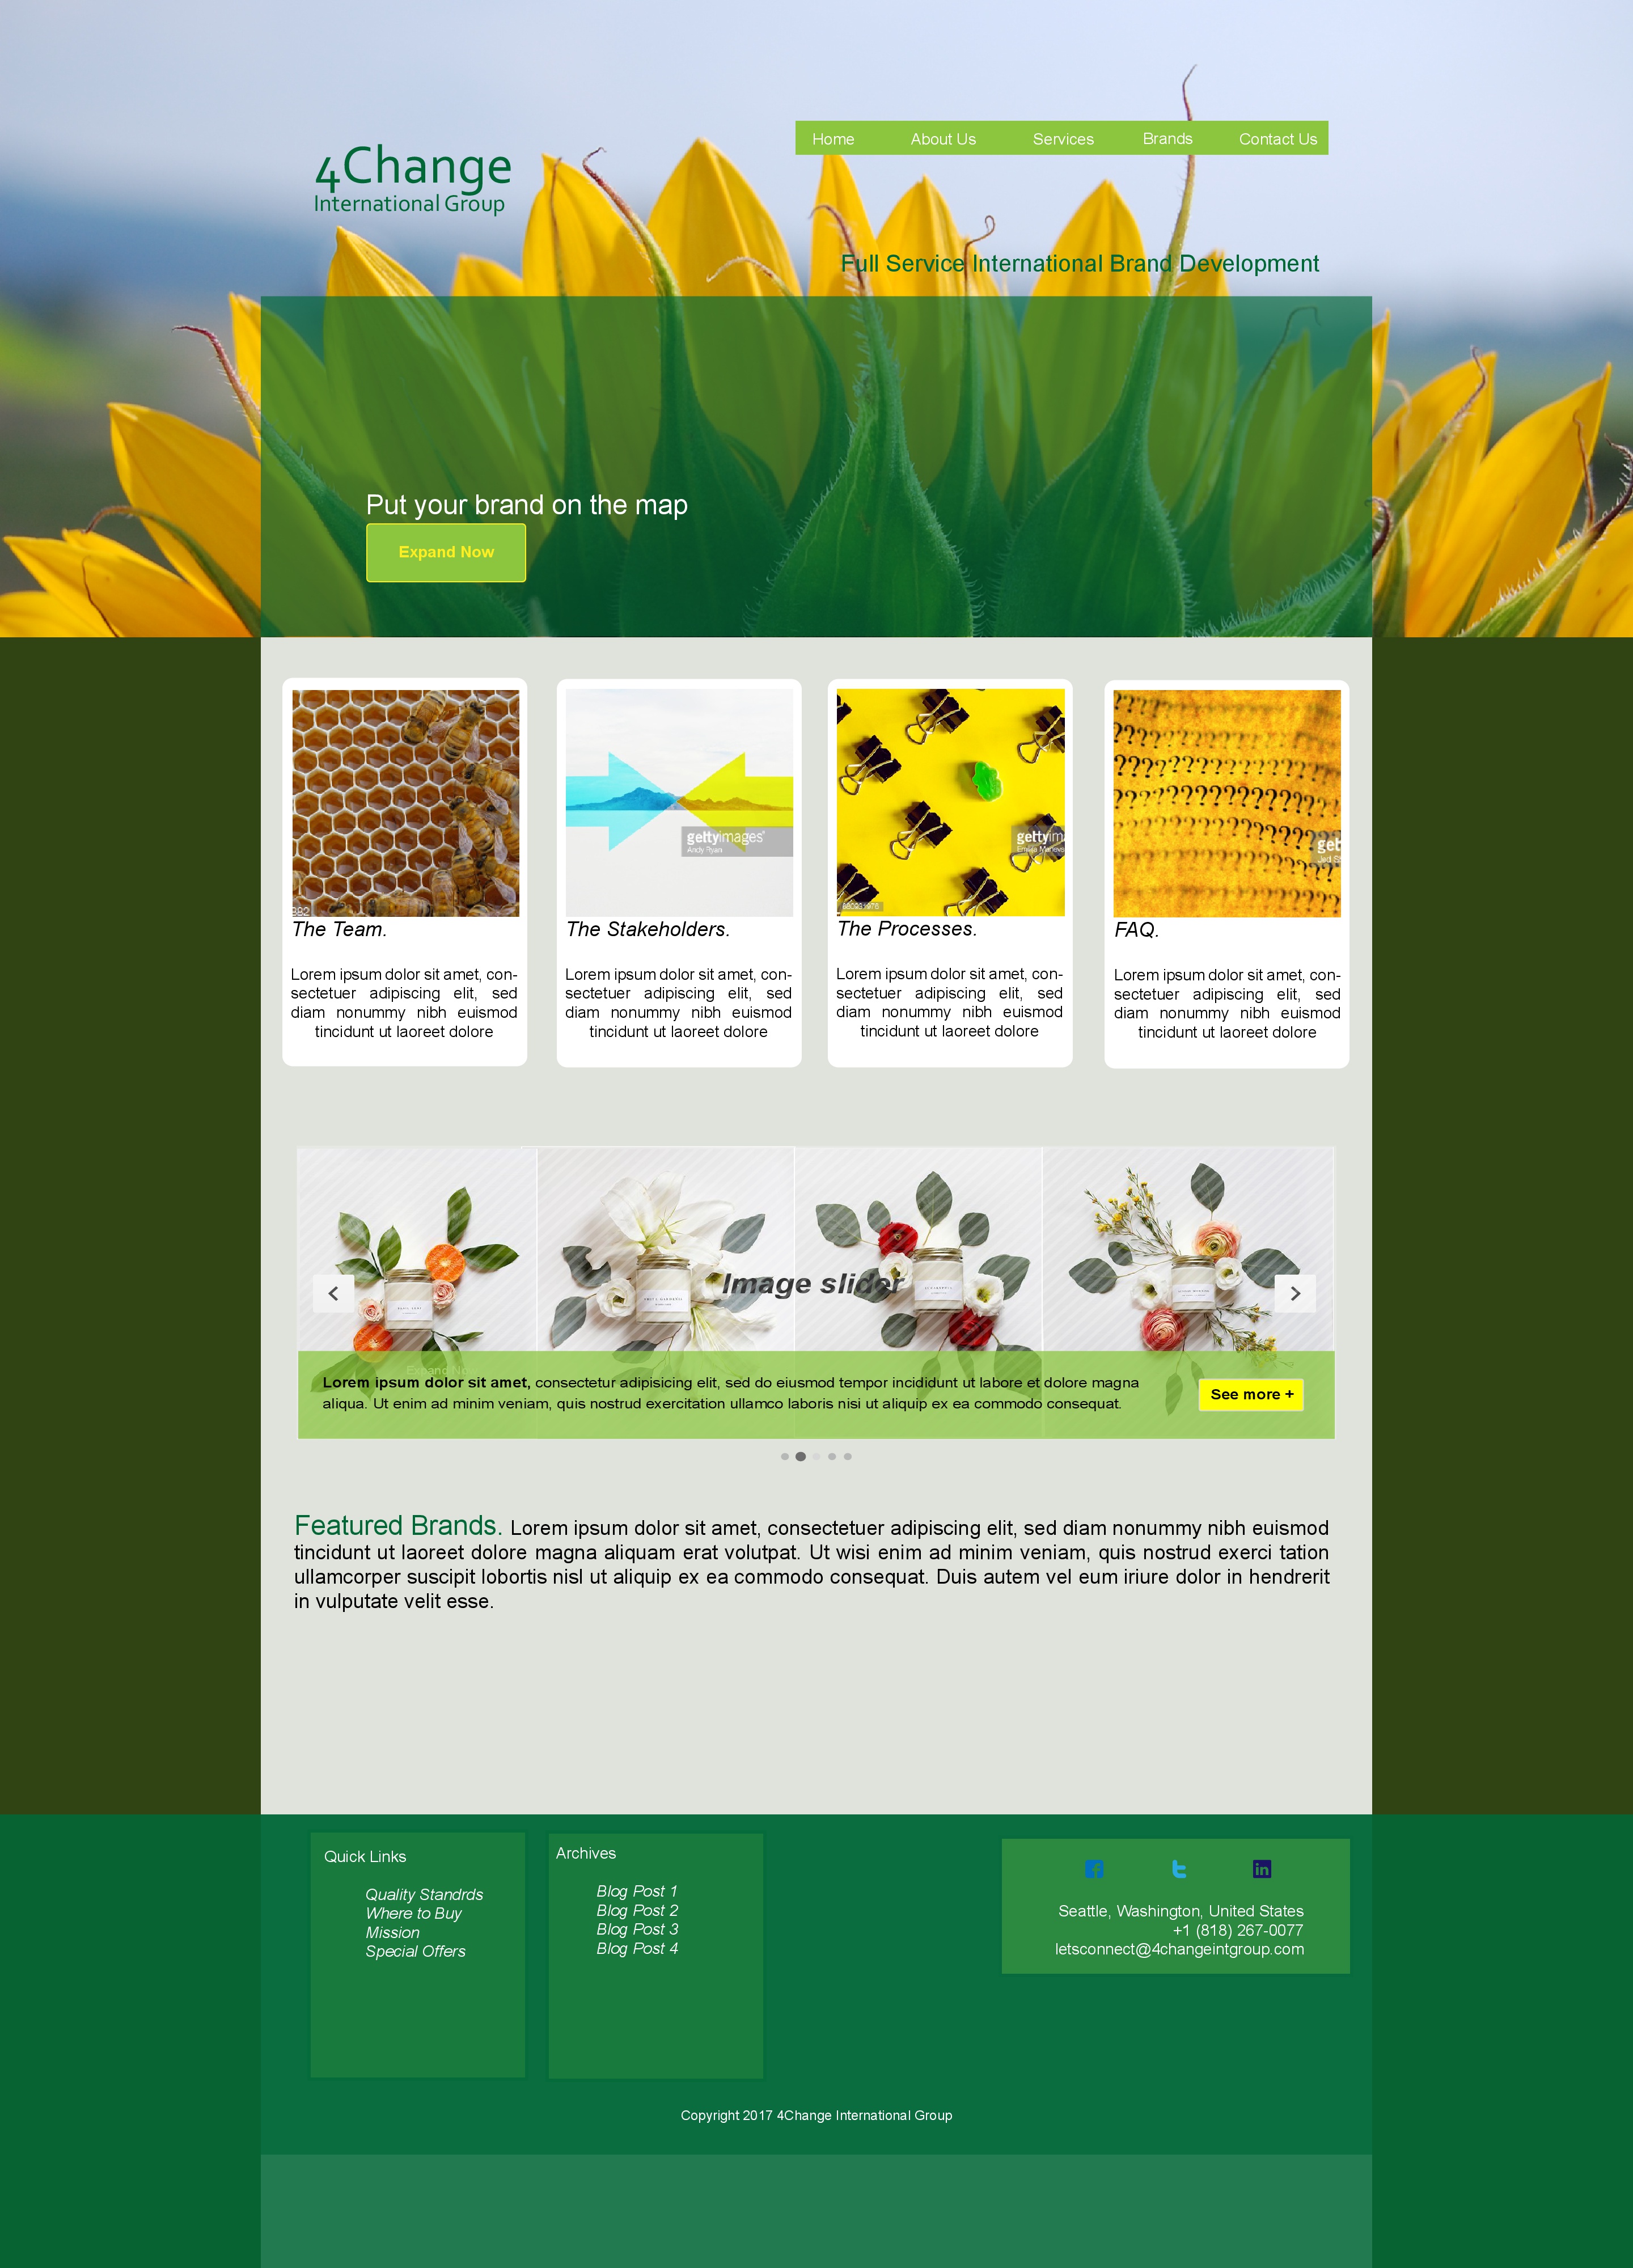 4Change
International Group
Home About Us Services Brands Contact Us
Full Service International Brand Development
Put your brand on the map
Expand Now
gettyimages®
Andy Ryan
880931976
The Team.
Lorem ipsum dolor sit amet, con-
sectetuer adipiscing elit, sed
diam nonummy nibh euismod
tincidunt ut laoreet dolore
The Stakeholders.
Lorem ipsum dolor sit amet, con-
sectetuer adipiscing elit, sed
diam nonummy nibh euismod
tincidunt ut laoreet dolore
The Processes.
Lorem ipsum dolor sit amet, con-
sectetuer adipiscing elit, sed
diam nonummy nibh euismod
tincidunt ut laoreet dolore
FAQ.
Lorem ipsum dolor sit amet, con-
sectetuer adipiscing elit, sed
diam nonummy nibh euismod
tincidunt ut laoreet dolore
Image slider
Expand Now
Lorem ipsum dolor sit amet, consectetur adipisicing elit, sed do eiusmod tempor incididunt ut labore et dolore magna
aliqua. Ut enim ad minim veniam, quis nostrud exercitation ullamco laboris nisi ut aliquip ex ea commodo consequat.
See more +
Featured Brands. Lorem ipsum dolor sit amet, consectetuer adipiscing elit, sed diam nonummy nibh euismod
tincidunt ut laoreet dolore magna aliquam erat volutpat. Ut wisi enim ad minim veniam, quis nostrud exerci tation
ullamcorper suscipit lobortis nisl ut aliquip ex ea commodo consequat. Duis autem vel eum iriure dolor in hendrerit
in vulputate velit esse.
Quick Links
Quality Standrds
Where to Buy
Mission
Special Offers
Archives
Blog Post 1
Blog Post 2
Blog Post 3
Blog Post 4
Seattle, Washington, United States
+1 (818) 267-0077
letsconnect@4changeintgroup.com
Copyright 2017 4Change International Group